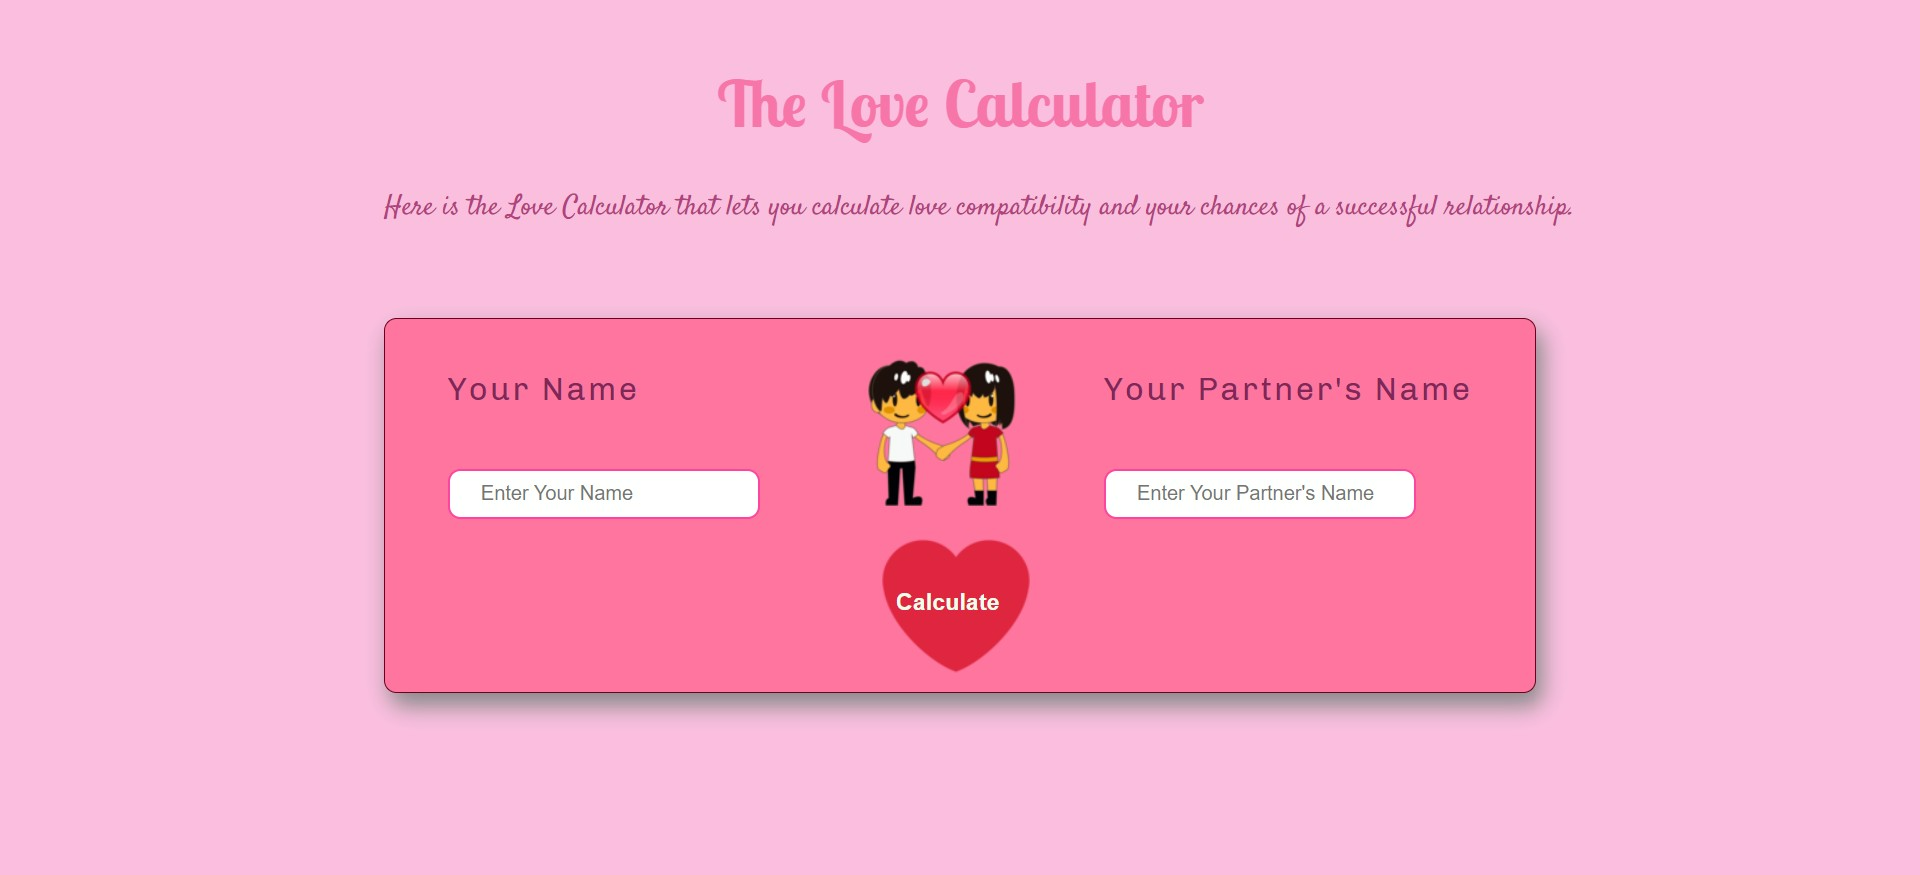 The Love Calculator
Here is the Love Calculator that lets you calculate love compatibility and your chances of a successful relationship.
Your Name
Your Partner's Name
Enter Your Name
Enter Your Partner's Name
Calculate